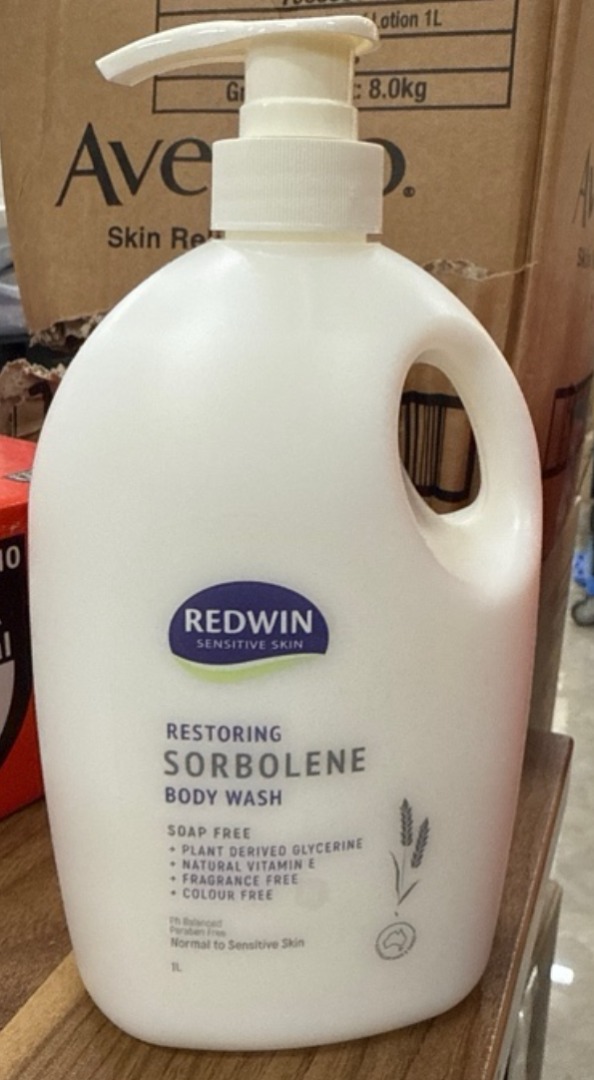 Lotion 1L
: 8.0kg
Ave
Skin
REDWIN
SENSITIVE SKIN
RESTORING
SORBOLENE
BODY WASH
SOAP FREE
+ PLANT DERIVED GLYCERINE
+ NATURAL VITAMIN E
+ FRAGRANCE FREE
+ COLOUR FREE
Ph Balanced
Paraben Free
Normal to Sensitive Skin
1L